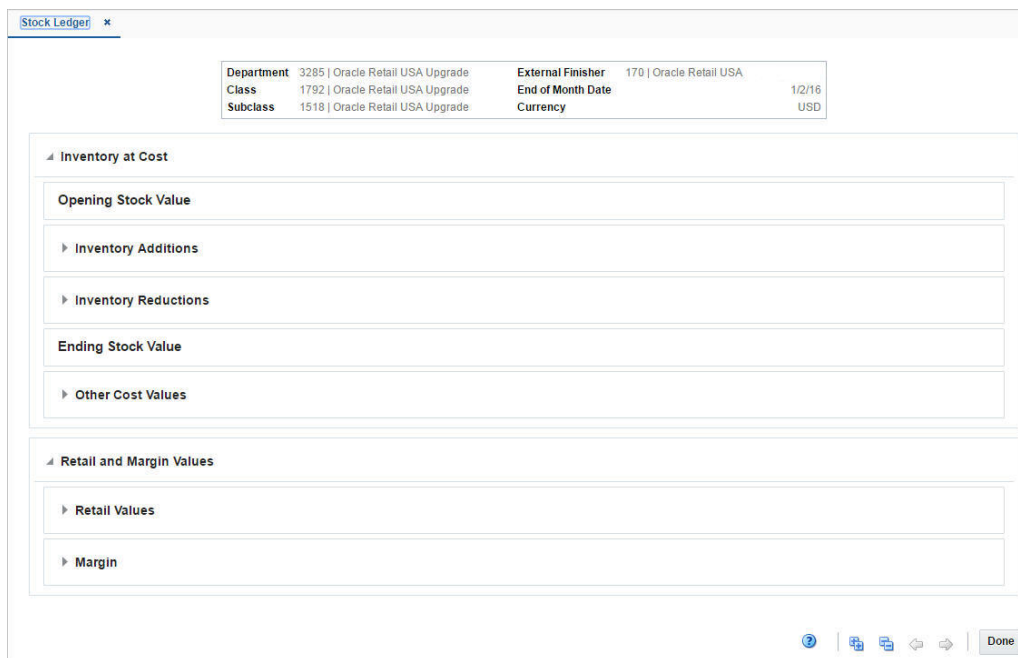 Stock Ledger ×
Department 3285 | Oracle Retail USA Upgrade External Finisher 170 | Oracle Retail USA
Class 1792 | Oracle Retail USA Upgrade End of Month Date 1/2/16
Subclass 1518 | Oracle Retail USA Upgrade Currency USD
Inventory at Cost
Opening Stock Value
Inventory Additions
Inventory Reductions
Ending Stock Value
Other Cost Values
Retail and Margin Values
Retail Values
Margin
? Done